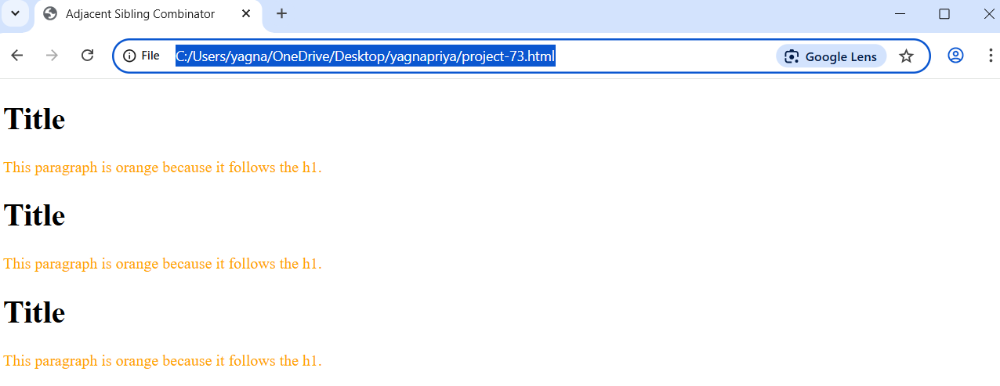 Adjacent Sibling Combinator
File C:/Users/yagna/OneDrive/Desktop/yagnapriya/project-73.html Google Lens
Title
This paragraph is orange because it follows the h1.
Title
This paragraph is orange because it follows the h1.
Title
This paragraph is orange because it follows the h1.